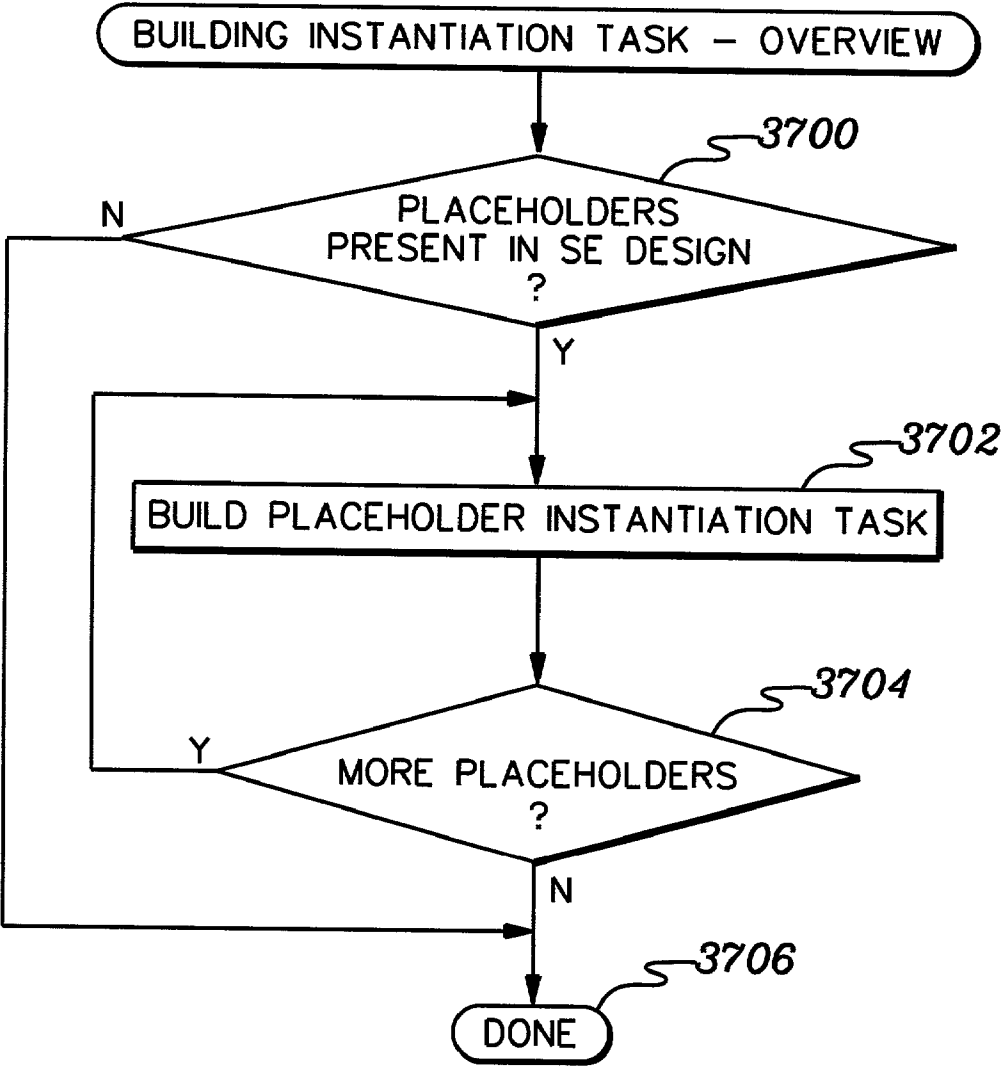 BUILDING INSTANTIATION TASK – OVERVIEW
3700
N
PLACEHOLDERS
PRESENT IN SE DESIGN
?
Y
3702
BUILD PLACEHOLDER INSTANTIATION TASK
3704
Y
MORE PLACEHOLDERS
?
N
3706
DONE